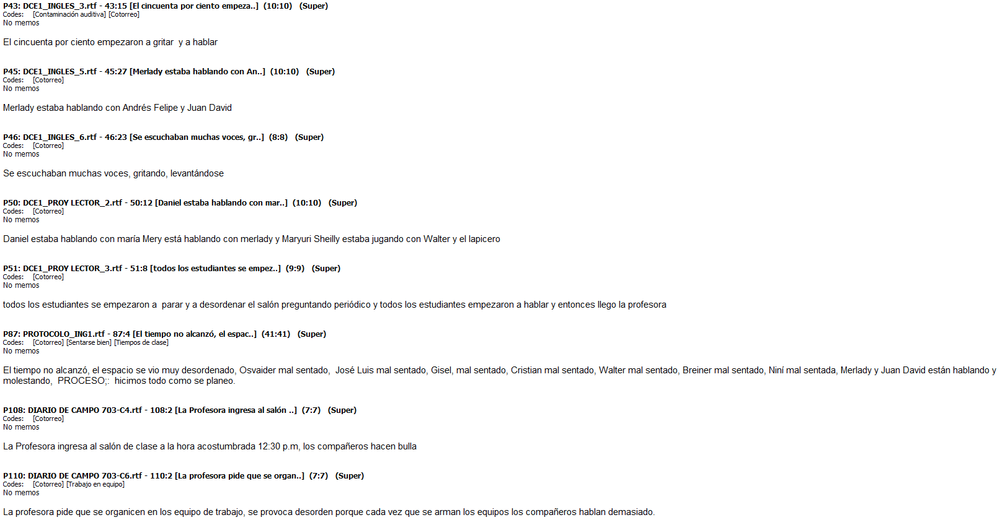 P43: DCE1_INGLES_3.rtf - 43:15 [El cincuenta por ciento empeza..]  (10:10)   (Super)
Codes:    [Contaminación auditiva] [Cotorreo]
No memos
El cincuenta por ciento empezaron a gritar  y a hablar
P45: DCE1_INGLES_5.rtf - 45:27 [Merlady estaba hablando con An..]  (10:10)   (Super)
Codes:    [Cotorreo]
No memos
Merlady estaba hablando con Andrés Felipe y Juan David
P46: DCE1_INGLES_6.rtf - 46:23 [Se escuchaban muchas voces, gr..]  (8:8)   (Super)
Codes:    [Cotorreo]
No memos
Se escuchaban muchas voces, gritando, levantándose
P50: DCE1_PROY LECTOR_2.rtf - 50:12 [Daniel estaba hablando con mar..]  (10:10)   (Super)
Codes:    [Cotorreo]
No memos
Daniel estaba hablando con maría Mery está hablando con merlady y Maryuri Sheilly estaba jugando con Walter y el lapicero
P51: DCE1_PROY LECTOR_3.rtf - 51:8 [todos los estudiantes se empez..]  (9:9)   (Super)
Codes:    [Cotorreo]
No memos
todos los estudiantes se empezaron a  parar y a desordenar el salón preguntando periódico y todos los estudiantes empezaron a hablar y entonces llego la profesora
P87: PROTOCOLO_ING1.rtf - 87:4 [El tiempo no alcanzó, el espac..]  (41:41)   (Super)
Codes:    [Cotorreo] [Sentarse bien] [Tiempos de clase]
No memos
El tiempo no alcanzó, el espacio se vio muy desordenado, Osvaider mal sentado,  José Luis mal sentado, Gisel, mal sentado, Cristian mal sentado, Walter mal sentado, Breiner mal sentado, Niní mal sentada, Merlady y Juan David están hablando y
molestando,  PROCESO;:  hicimos todo como se planeo.
P108: DIARIO DE CAMPO 703-C4.rtf - 108:2 [La Profesora ingresa al salón ..]  (7:7)   (Super)
Codes:    [Cotorreo]
No memos
La Profesora ingresa al salón de clase a la hora acostumbrada 12:30 p.m, los compañeros hacen bulla
P110: DIARIO DE CAMPO 703-C6.rtf - 110:2 [La profesora pide que se organ..]  (7:7)   (Super)
Codes:    [Cotorreo] [Trabajo en equipo]
No memos
La profesora pide que se organicen en los equipo de trabajo, se provoca desorden porque cada vez que se arman los equipos los compañeros hablan demasiado.